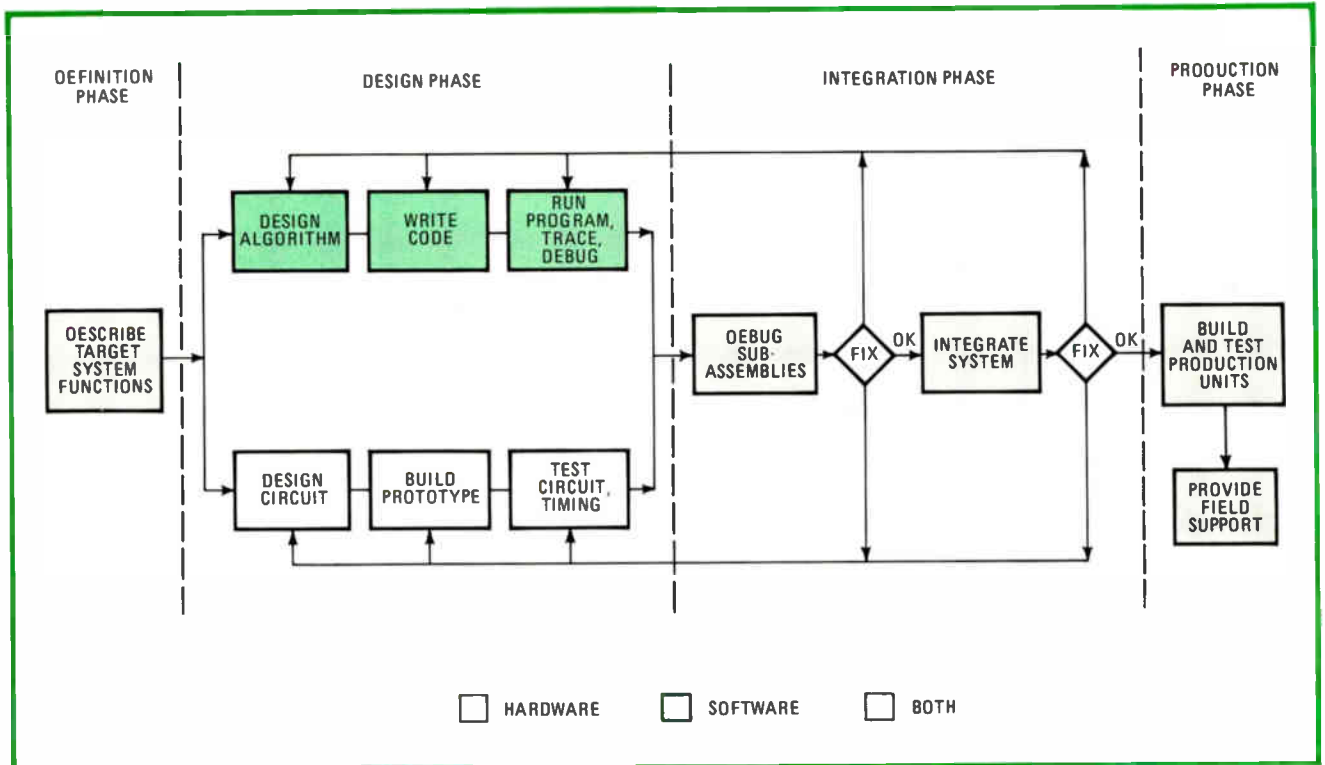 OEFINITION
PHASE
DESIGN PHASE
INTEGRATION PHASE
PRODUCTION
PHASE
DESIGN
ALGORITHM
WRITE
CODE
RUN
PROGRAM,
TRACE,
DEBUG
OESCRIBE
TARGET
SYSTEM
FUNCTIONS
OEBUG
SUB-
ASSEMBLIES
FIX
OK
INTEGRATE
SYSTEM
FIX
OK
BUILD
AND TEST
PRODUCTION
UNITS
DESIGN
CIRCUIT
BUILD
PROTOTYPE
TEST
CIRCUIT,
TIMING
PROVIDE
FIELD
SUPPORT
HARDWARE
SOFTWARE
BOTH